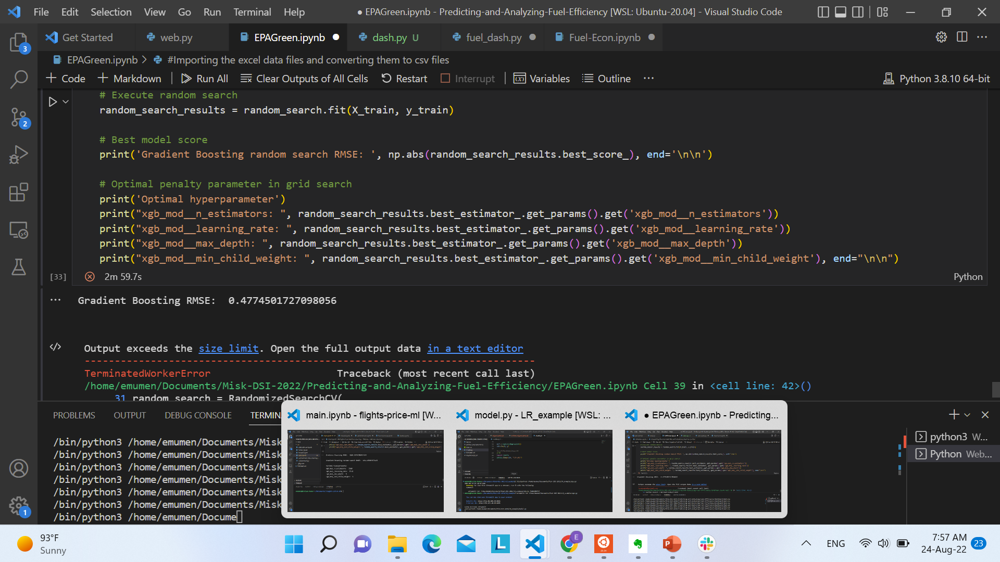 File Edit Selection View Go Run Terminal Help
● EPAGreen.ipynb - Predicting-and-Analyzing-Fuel-Efficiency [WSL: Ubuntu-20.04] - Visual Studio Code
Get Started web.py EPAGreen.ipynb ● dash.py U fuel_dash.py ● Fuel-Econ.ipynb ●
EPAGreen.ipynb > #Importing the excel data files and converting them to csv files
+ Code + Markdown Run All Clear Outputs of All Cells Restart Interrupt Variables Outline ··· Python 3.8.10 64-bit
# Execute random search
random_search_results = random_search.fit(X_train, y_train)
# Best model score
print('Gradient Boosting random search RMSE: ', np.abs(random_search_results.best_score_), end='\n\n')
# Optimal penalty parameter in grid search
print('Optimal hyperparameter')
print("xgb_mod__n_estimators: ", random_search_results.best_estimator_.get_params().get('xgb_mod__n_estimators'))
print("xgb_mod__learning_rate: ", random_search_results.best_estimator_.get_params().get('xgb_mod__learning_rate'))
print("xgb_mod__max_depth: ", random_search_results.best_estimator_.get_params().get('xgb_mod__max_depth'))
print("xgb_mod__min_child_weight: ", random_search_results.best_estimator_.get_params().get('xgb_mod__min_child_weight'), end="\n\n")
[33] 2m 59.7s Python
··· Gradient Boosting RMSE:  0.4774501727098056
</> Output exceeds the size limit. Open the full output data in a text editor
---------------------------------------------------------------------------
TerminatedWorkerError Traceback (most recent call last)
/home/emumen/Documents/Misk-DSI-2022/Predicting-and-Analyzing-Fuel-Efficiency/EPAGreen.ipynb Cell 39 in <cell line: 42>()
31 random_search = RandomizedSearchCV(
PROBLEMS OUTPUT DEBUG CONSOLE TERMIN
main.ipynb - flights-price-ml [W...
model.py - LR_example [WSL: ...
● EPAGreen.ipynb - Predicting...
/bin/python3 /home/emumen/Documents/Misk
/bin/python3 /home/emumen/Documents/Misk
/bin/python3 /home/emumen/Documents/Misk
/bin/python3 /home/emumen/Documents/Misk
/bin/python3 /home/emumen/Documents/Misk
/bin/python3 /home/emumen/Documents/Misk
/bin/python3 /home/emumen/Docume
python3 W...
Python Web...
3
2
1
93°F
Sunny
L
E
P
ENG
7:57 AM
24-Aug-22
23